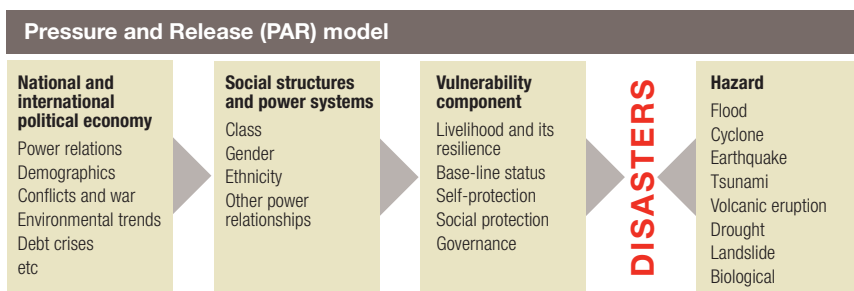 Pressure and Release (PAR) model
National and
international
political economy
Power relations
Demographics
Conflicts and war
Environmental trends
Debt crises
etc
Social structures
and power systems
Class
Gender
Ethnicity
Other power
relationships
Vulnerability
component
Livelihood and its
resilience
Base-line status
Self-protection
Social protection
Governance
DISASTERS
Hazard
Flood
Cyclone
Earthquake
Tsunami
Volcanic eruption
Drought
Landslide
Biological